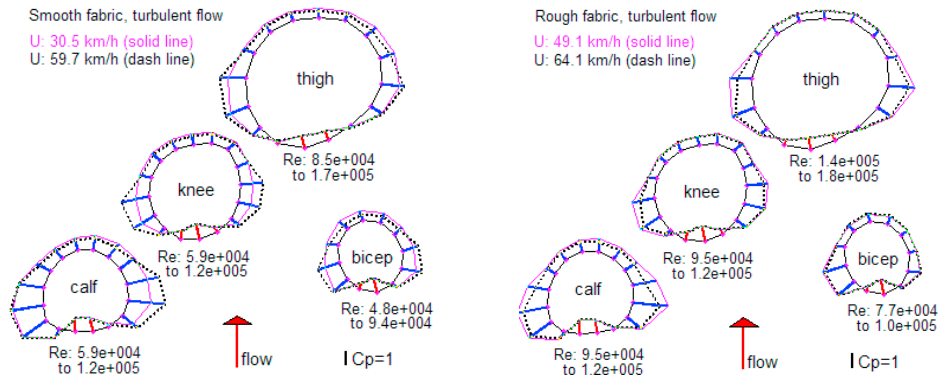 Smooth fabric, turbulent flow
U: 30.5 km/h (solid line)
U: 59.7 km/h (dash line)
thigh
Re: 8.5e+004
to 1.7e+005
knee
Re: 5.9e+004
to 1.2e+005
bicep
Re: 4.8e+004
to 9.4e+004
calf
Re: 5.9e+004
to 1.2e+005
flow
Cp=1
Rough fabric, turbulent flow
U: 49.1 km/h (solid line)
U: 64.1 km/h (dash line)
thigh
Re: 1.4e+005
to 1.8e+005
knee
Re: 9.5e+004
to 1.2e+005
bicep
Re: 7.7e+004
to 1.0e+005
calf
Re: 9.5e+004
to 1.2e+005
flow
Cp=1